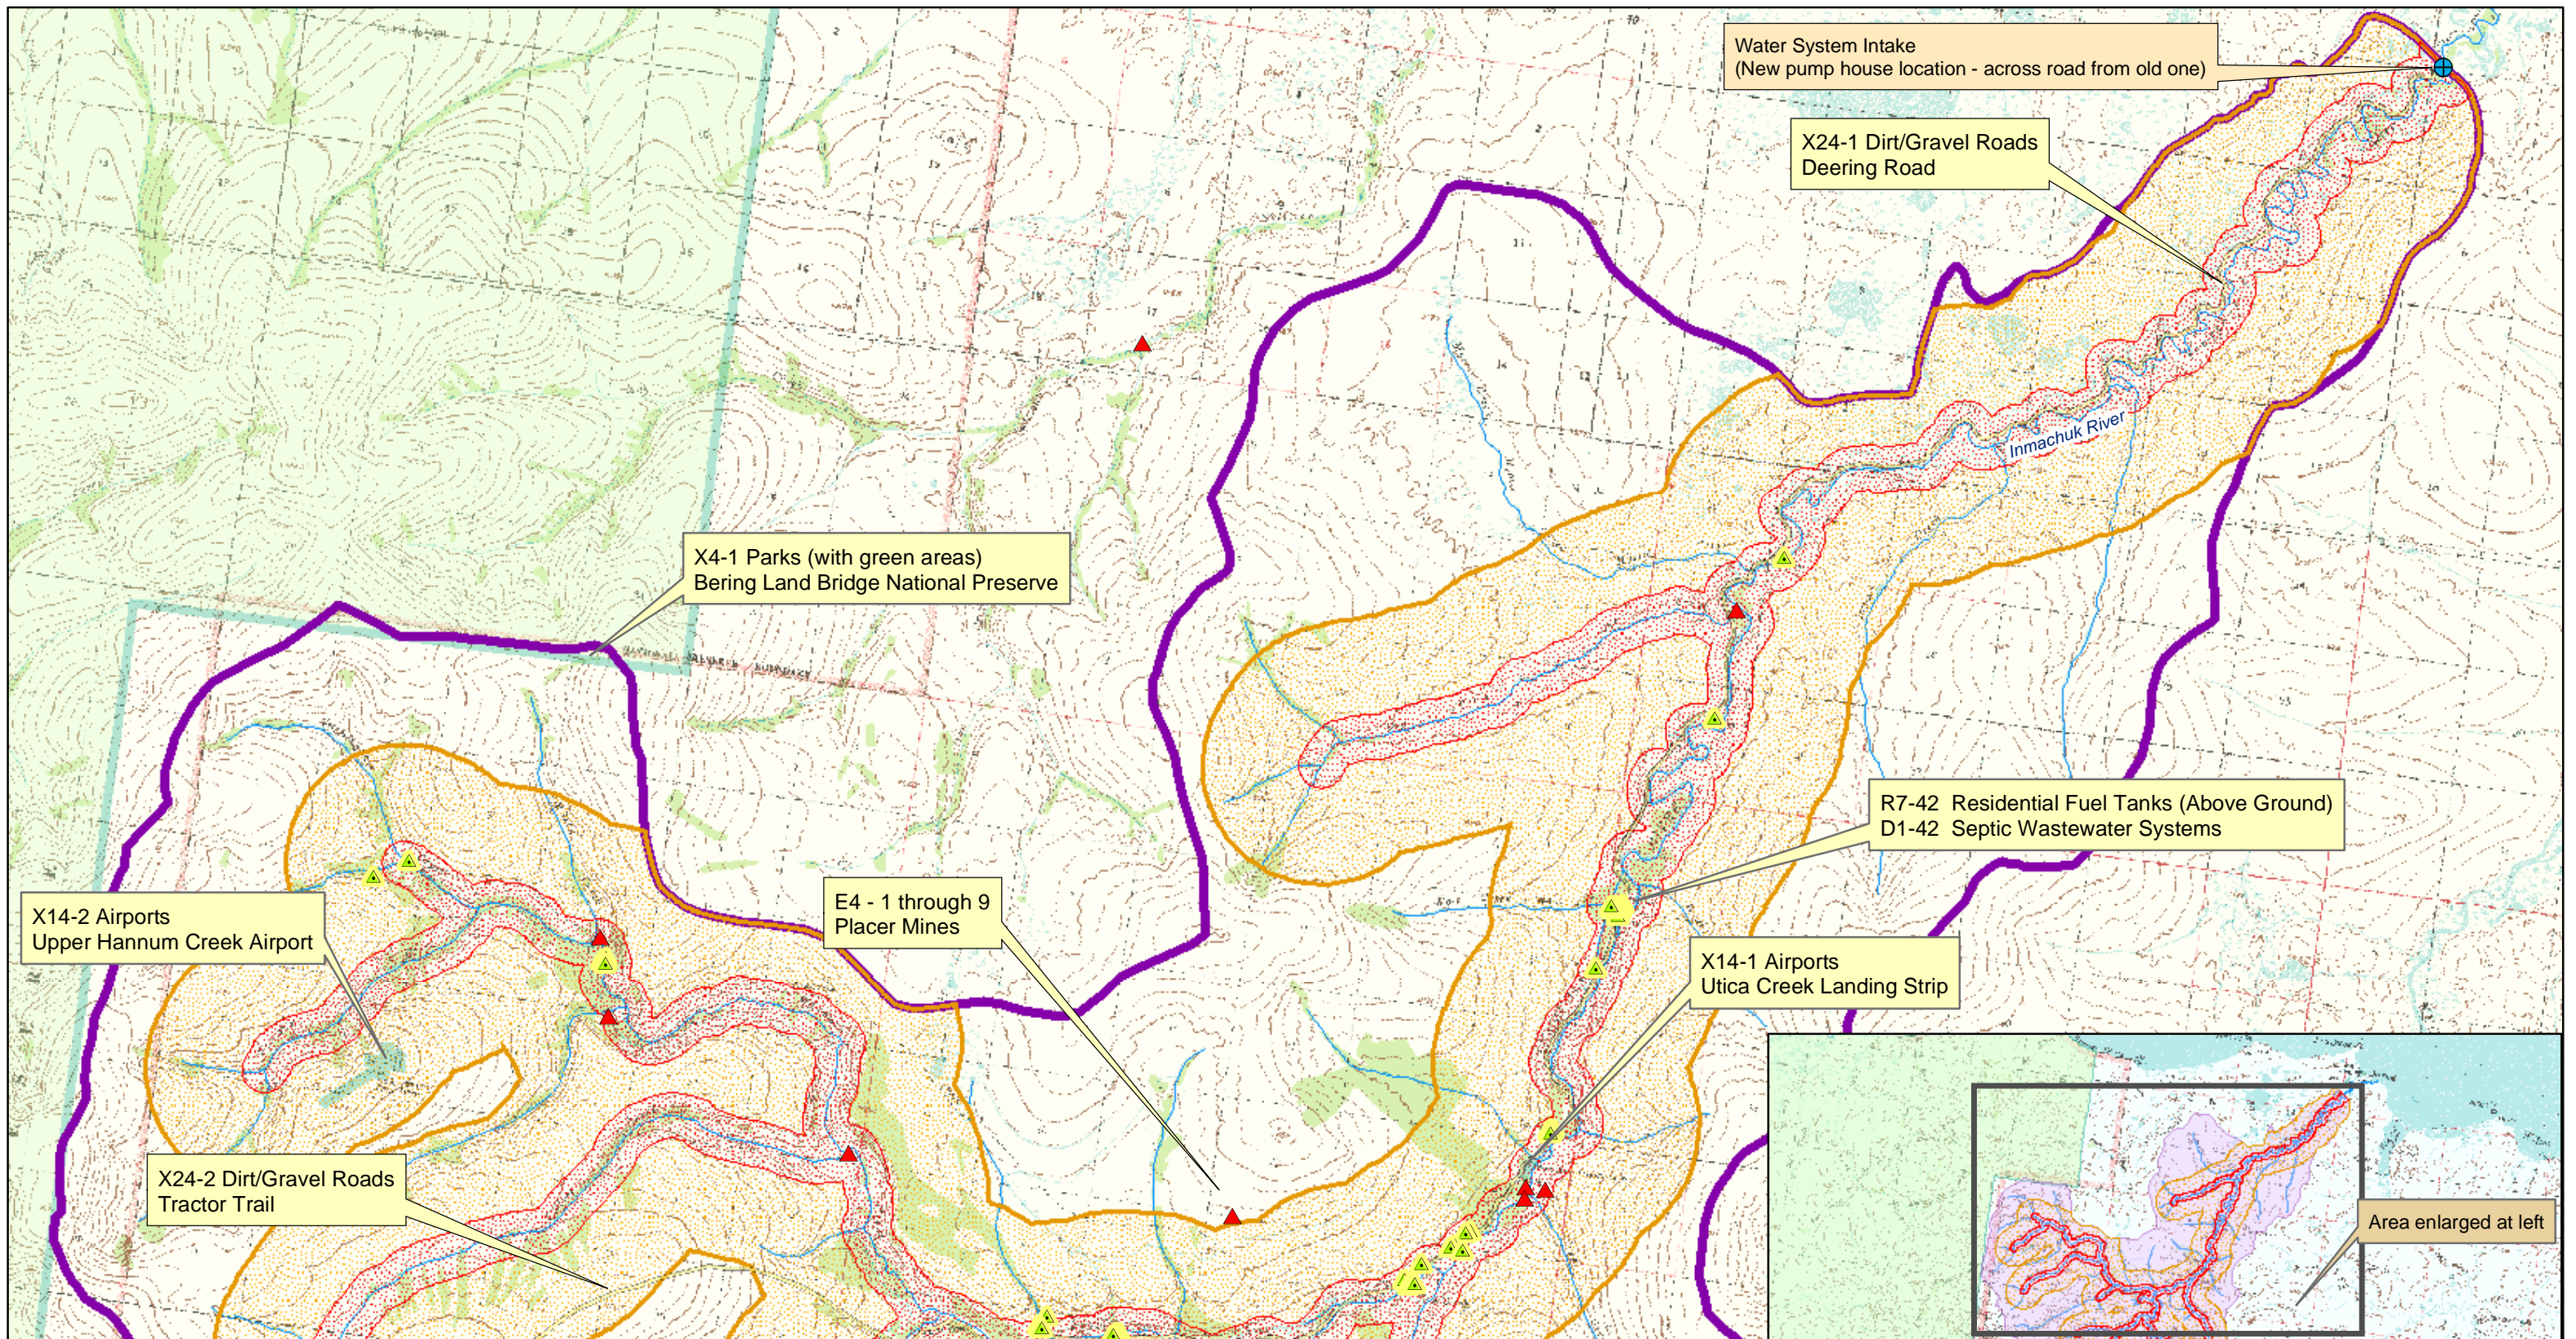 Water System Intake
(New pump house location - across road from old one)
X24-1 Dirt/Gravel Roads
Deering Road
Inmachuk River
X4-1 Parks (with green areas)
Bering Land Bridge National Preserve
R7-42 Residential Fuel Tanks (Above Ground)
D1-42 Septic Wastewater Systems
E4 - 1 through 9
Placer Mines
X14-2 Airports
Upper Hannum Creek Airport
X14-1 Airports
Utica Creek Landing Strip
X24-2 Dirt/Gravel Roads
Tractor Trail
Area enlarged at left